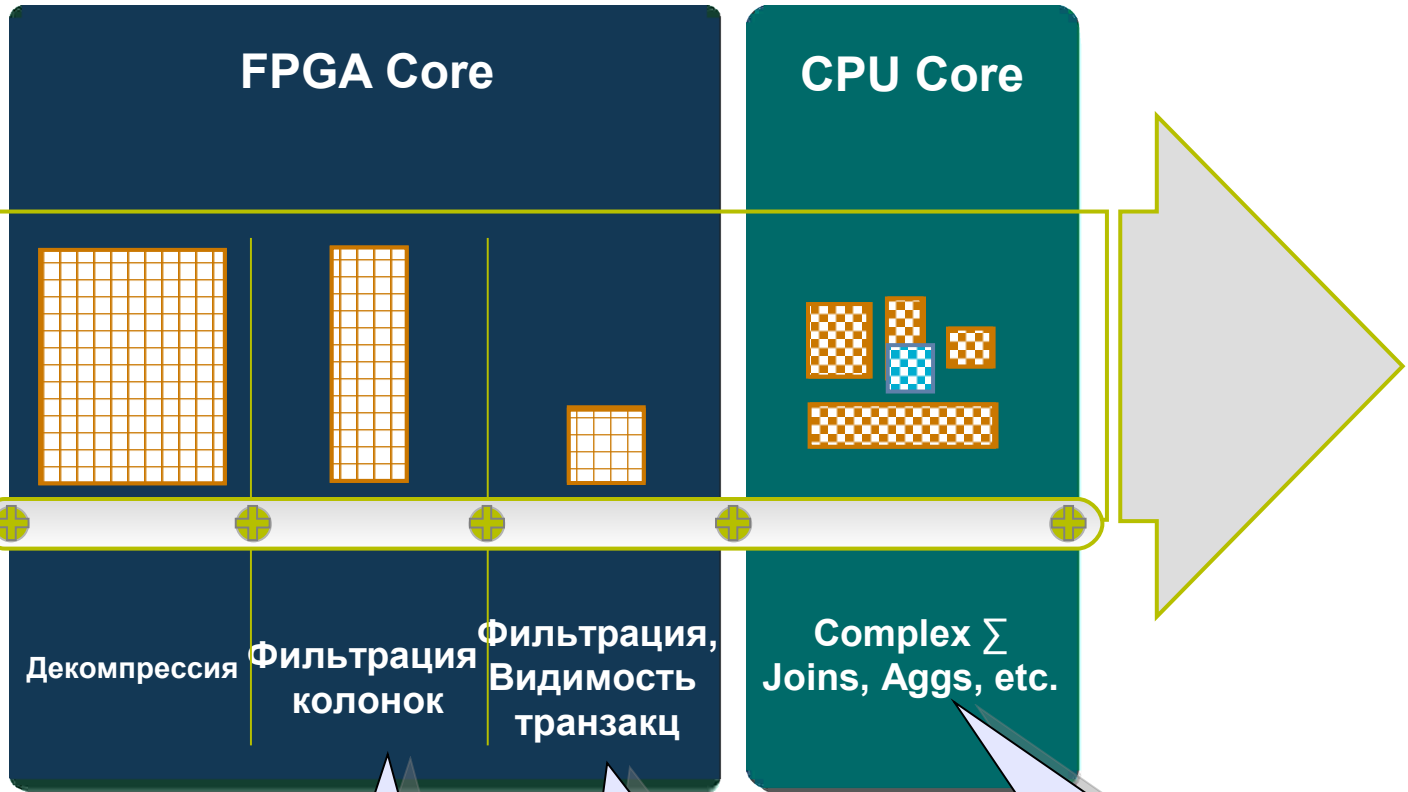 FPGA Core
CPU Core
Декомпрессия
Фильтрация
колонок
Фильтрация,
Видимость
транзакц
Complex ∑
Joins, Aggs, etc.